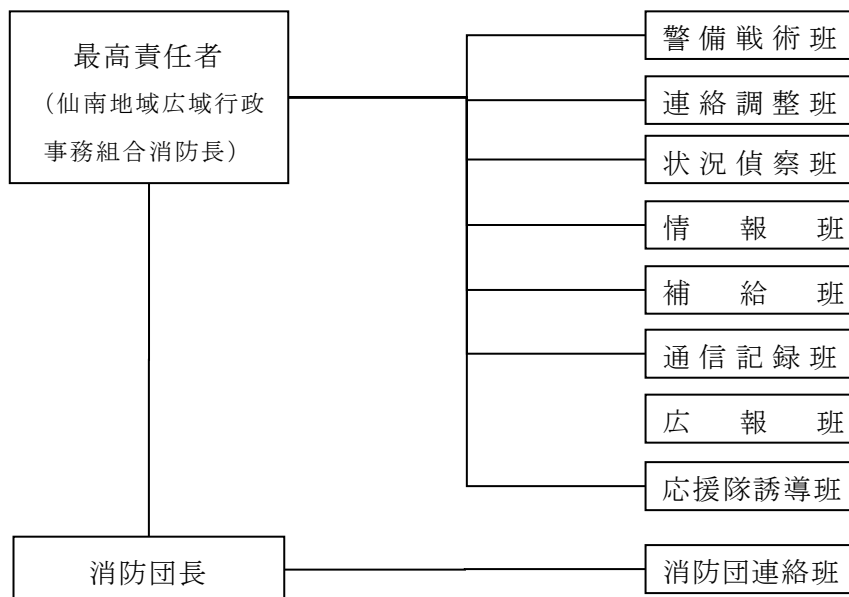 最高責任者
（仙南地域広域行政
事務組合消防長）
警備戦術班
連絡調整班
状況偵察班
情報班
補給班
通信記録班
広報班
応援隊誘導班
消防団長
消防団連絡班